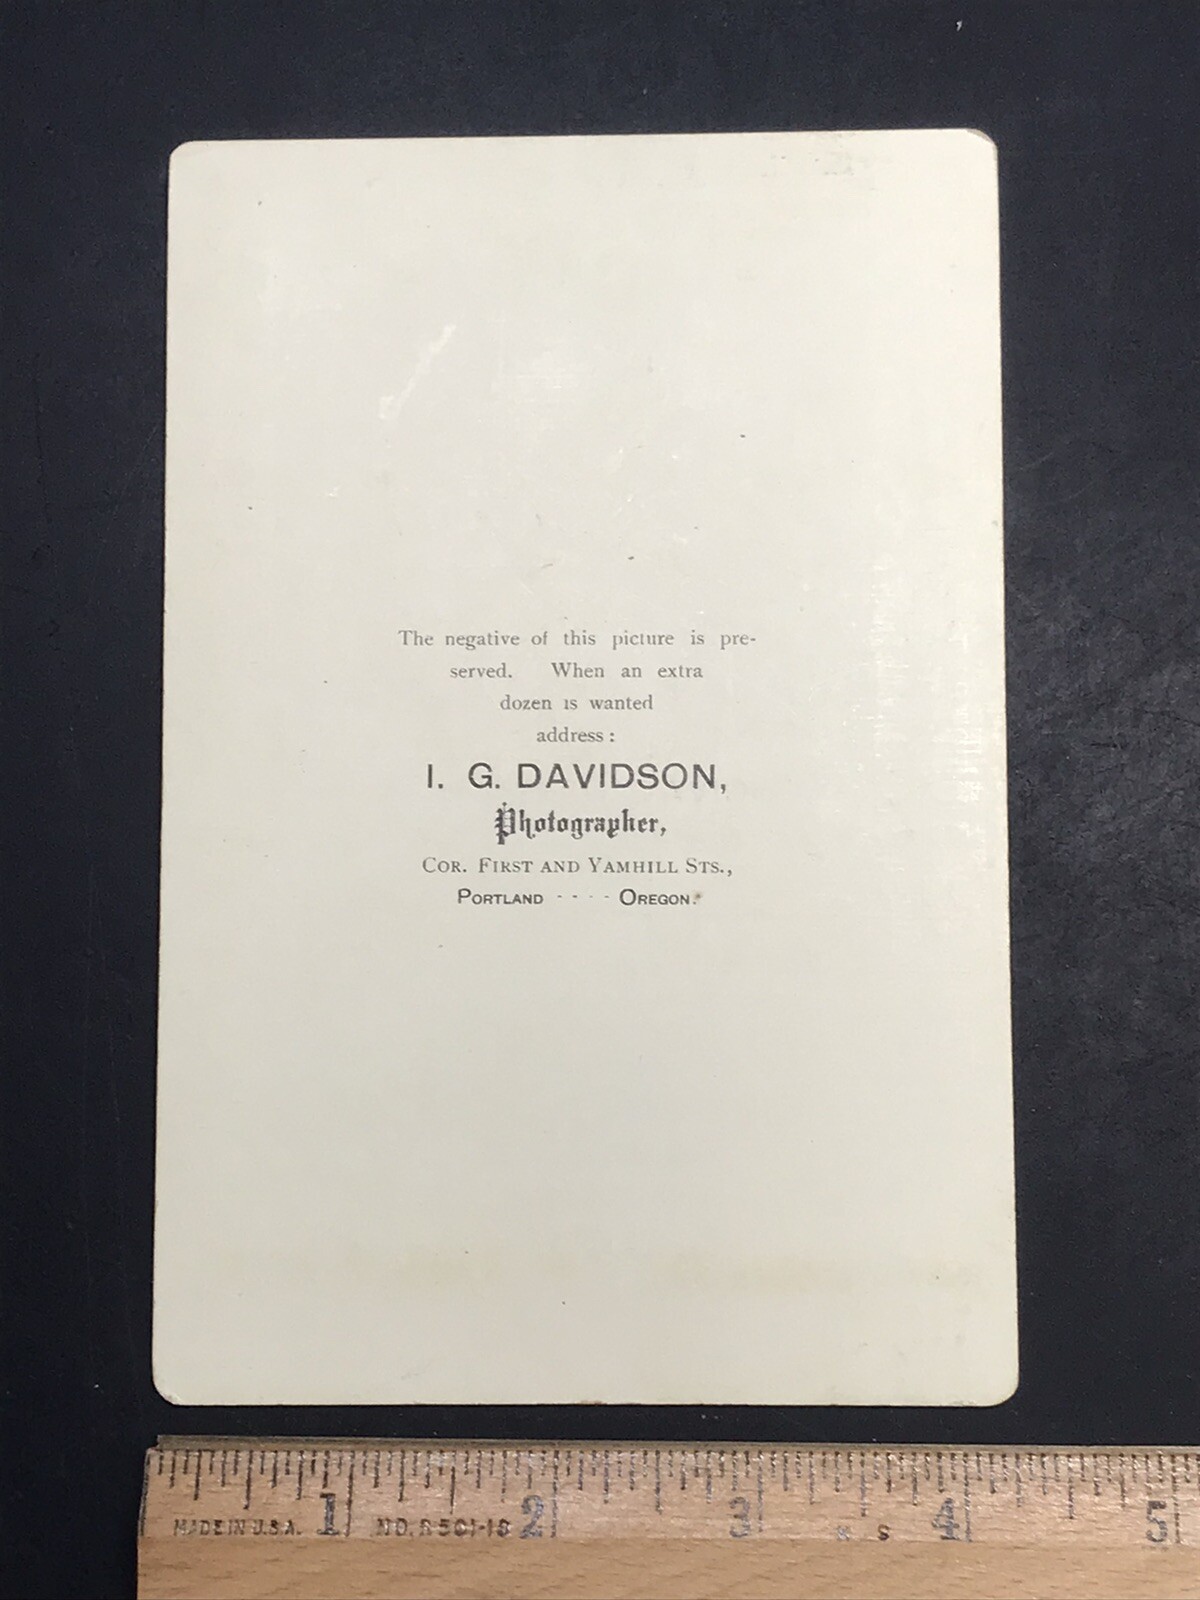 The negative of this picture is pre-
served. When an extra
dozen is wanted
address:
I. G. DAVIDSON,
Photographer,
COR. FIRST AND YAMHILL STS.,
PORTLAND - - - - OREGON.
1 2 3 4 5
MADE IN U.S.A. NO. R501-18